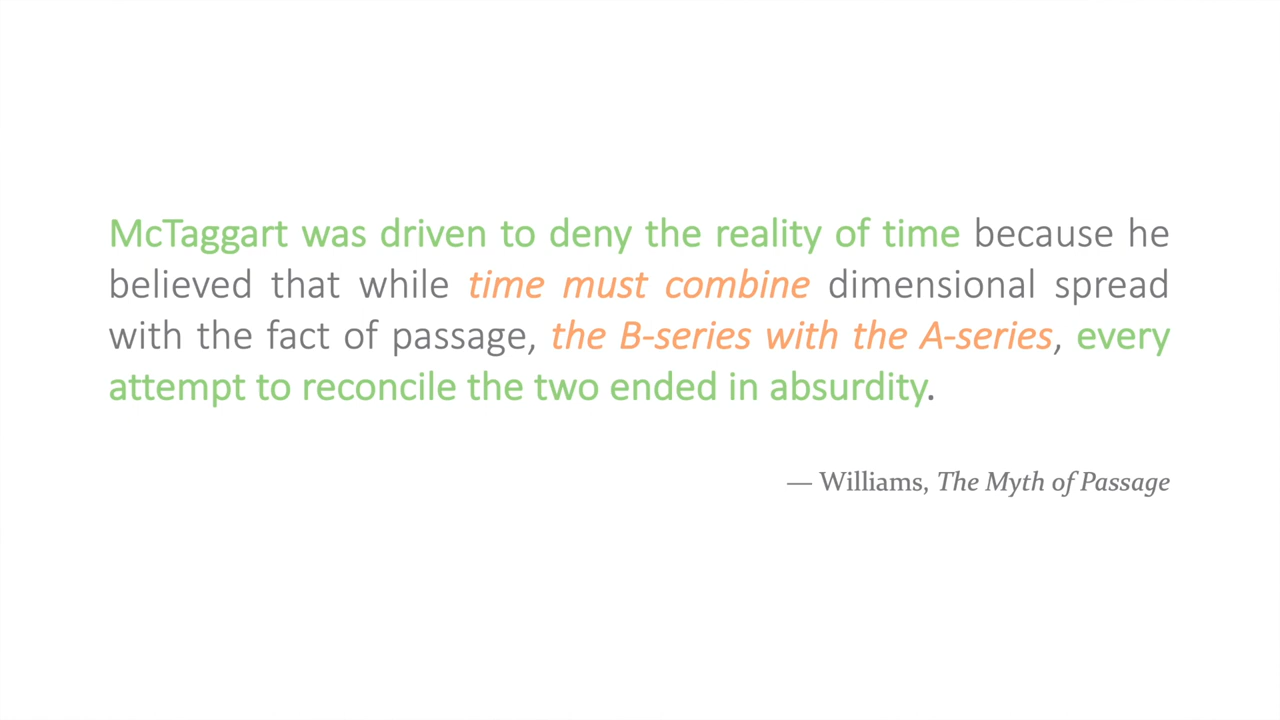 McTaggart was driven to deny the reality of time because he
believed that while time must combine dimensional spread
with the fact of passage, the B-series with the A-series, every
attempt to reconcile the two ended in absurdity.
— Williams, The Myth of Passage